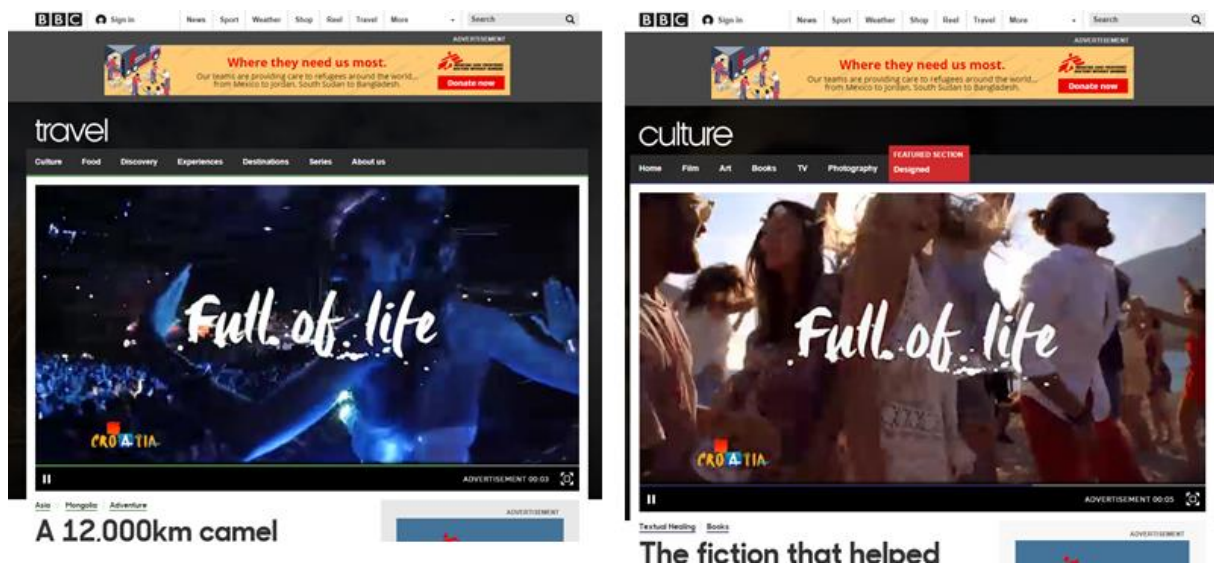 BBC Sign in News Sport Weather Shop Reel Travel More Search
ADVERTISEMENT
Where they need us most.
Our teams are providing care to refugees around the world...
from Mexico to Jordan, South Sudan to Bangladesh.
Donate now
travel
Culture Food Discovery Experiences Destinations Series About us
Full of life
CROATIA
ADVERTISEMENT 00:03
Asia Mongolia Adventure
ADVERTISEMENT
A 12,000km camel
BBC Sign in News Sport Weather Shop Reel Travel More Search
ADVERTISEMENT
Where they need us most.
Our teams are providing care to refugees around the world...
from Mexico to Jordan, South Sudan to Bangladesh.
Donate now
culture
FEATURED SECTION
Home Film Art Books TV Photography Designed
Full of life
CROATIA
ADVERTISEMENT 00:05
Textual Healing Books
ADVERTISEMENT
The fiction that helped